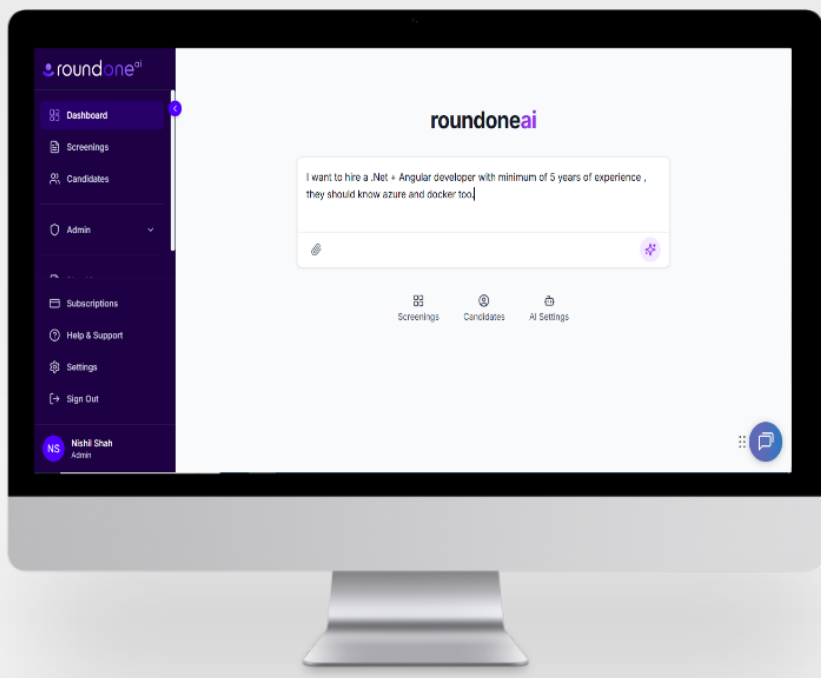 roundone ai
Dashboard
Screenings
Candidates
Admin
Subscriptions
Help & Support
Settings
Sign Out
NS
Nishil Shah
Admin
roundoneai
I want to hire a .Net + Angular developer with minimum of 5 years of experience ,
they should know azure and docker too.
Screenings
Candidates
AI Settings